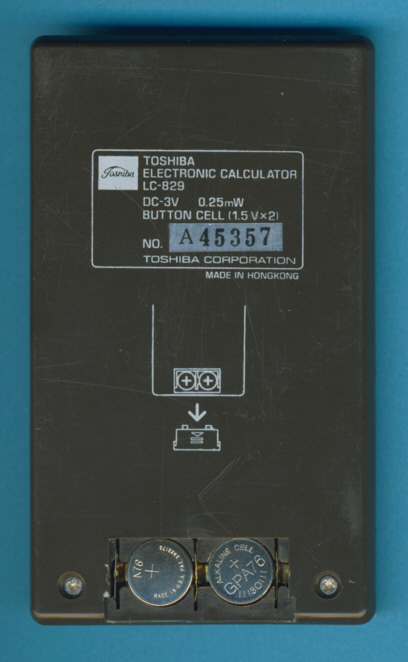 Toshiba
TOSHIBA
ELECTRONIC CALCULATOR
LC-829
DC-3V 0.25mW
BUTTON CELL (1.5V×2)
NO. A45357
TOSHIBA CORPORATION
MADE IN HONGKONG
ALKALINE CELL
+
GPA7
+